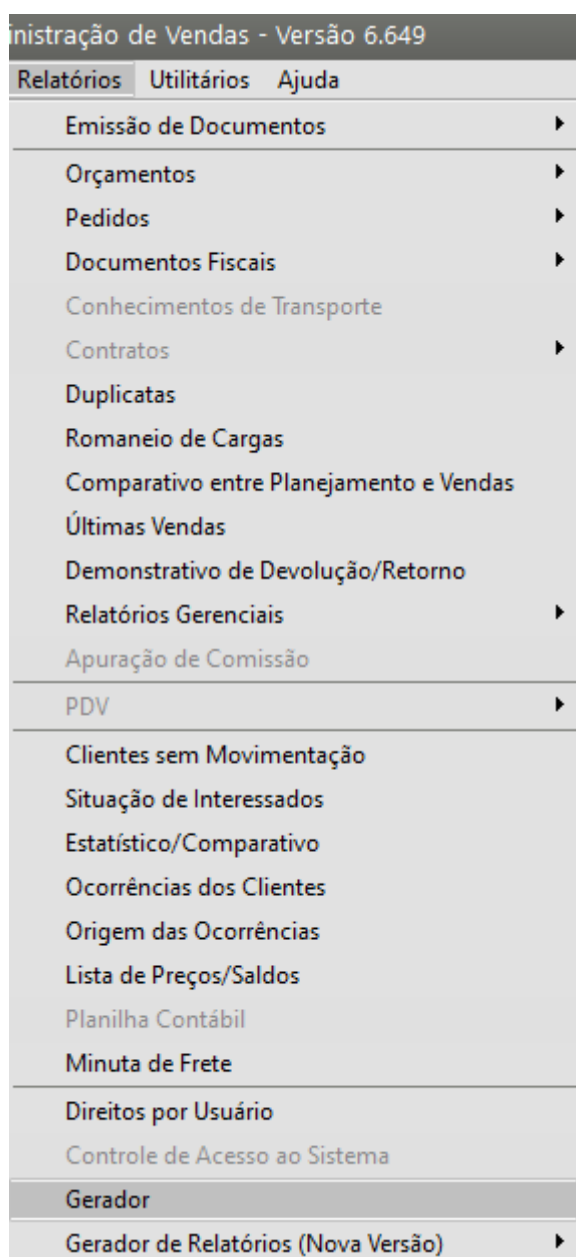 inistração de Vendas - Versão 6.649
Relatórios Utilitários Ajuda
Emissão de Documentos
Orçamentos
Pedidos
Documentos Fiscais
Conhecimentos de Transporte
Contratos
Duplicatas
Romaneio de Cargas
Comparativo entre Planejamento e Vendas
Últimas Vendas
Demonstrativo de Devolução/Retorno
Relatórios Gerenciais
Apuração de Comissão
PDV
Clientes sem Movimentação
Situação de Interessados
Estatístico/Comparativo
Ocorrências dos Clientes
Origem das Ocorrências
Lista de Preços/Saldos
Planilha Contábil
Minuta de Frete
Direitos por Usuário
Controle de Acesso ao Sistema
Gerador
Gerador de Relatórios (Nova Versão)